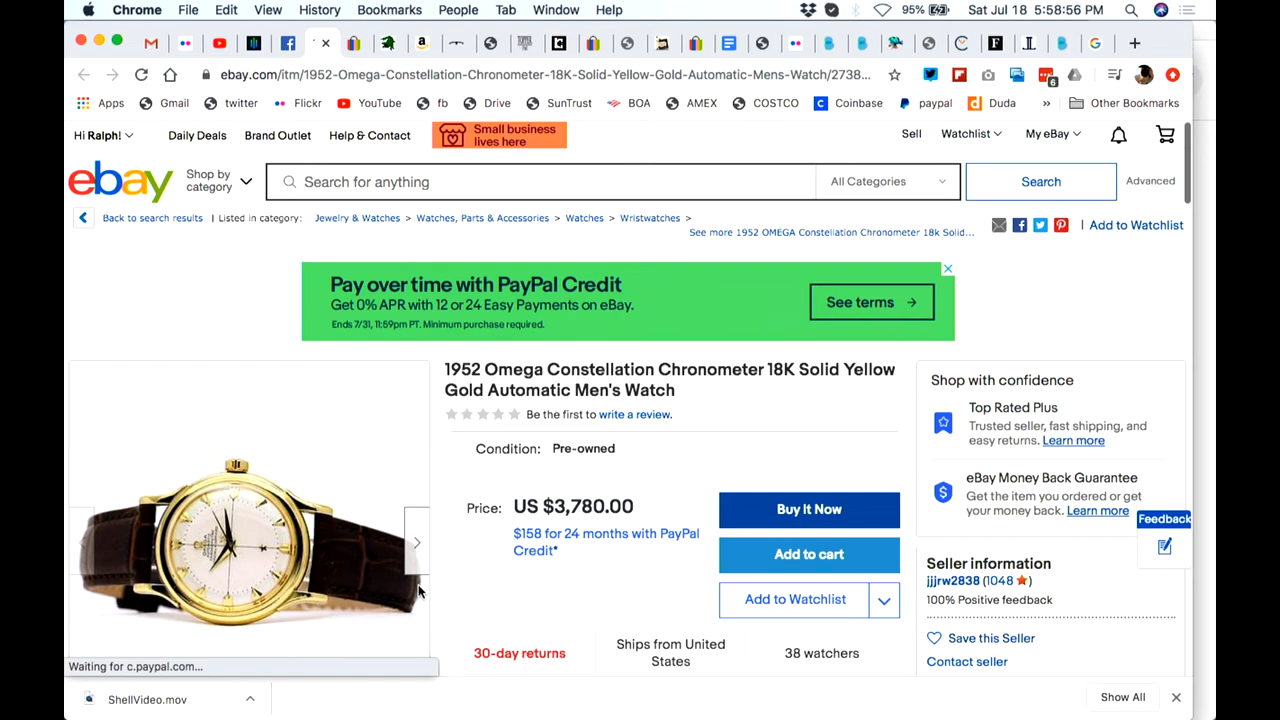 Chrome File Edit View History Bookmarks People Tab Window Help 95% Sat Jul 18 5:58:56 PM
ebay.com/itm/1952-Omega-Constellation-Chronometer-18K-Solid-Yellow-Gold-Automatic-Mens-Watch/2738... 6
Apps Gmail twitter Flickr YouTube fb Drive SunTrust BOA AMEX COSTCO Coinbase paypal Duda » Other Bookmarks
Hi Ralph! Daily Deals Brand Outlet Help & Contact Small business lives here Sell Watchlist My eBay
ebay Shop by category Search for anything All Categories Search Advanced
Back to search results | Listed in category: Jewelry & Watches > Watches, Parts & Accessories > Watches > Wristwatches >
See more 1952 OMEGA Constellation Chronometer 18k Solid... | Add to Watchlist
Pay over time with PayPal Credit
Get 0% APR with 12 or 24 Easy Payments on eBay.
Ends 7/31, 11:59pm PT. Minimum purchase required.
See terms →
1952 Omega Constellation Chronometer 18K Solid Yellow
Gold Automatic Men's Watch
Be the first to write a review.
Condition: Pre-owned
Price: US $3,780.00
$158 for 24 months with PayPal
Credit*
Buy It Now
Add to cart
Add to Watchlist
30-day returns
Ships from United
States
38 watchers
Shop with confidence
Top Rated Plus
Trusted seller, fast shipping, and
easy returns. Learn more
eBay Money Back Guarantee
Get the item you ordered or get
your money back. Learn more
Feedback
Seller information
jjjrw2838 (1048)
100% Positive feedback
Save this Seller
Contact seller
Waiting for c.paypal.com...
ShellVideo.mov
Show All